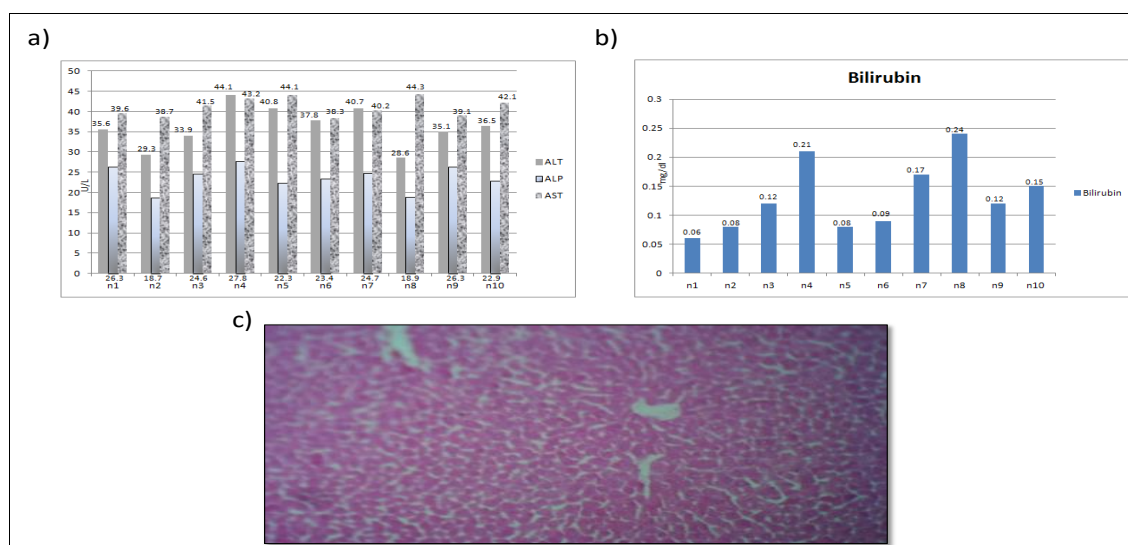 a)
50
45
40
35
30
25
20
15
10
5
0
U/L
35.6 39.6
29.3 38.7
33.9 41.5
44.1 43.2
40.8 44.1
37.8 38.3
40.7 40.2
28.6 44.3
35.1 39.1
36.5 42.1
26.3 18.7 24.6 27.8 22.3 23.4 24.7 18.9 26.3 22.9
n1 n2 n3 n4 n5 n6 n7 n8 n9 n10
ALT
ALP
AST
b)
Bilirubin
0.3
0.25
0.2
0.15
0.1
0.05
0
mg/dl
0.06 0.08 0.12 0.21 0.08 0.09 0.17 0.24 0.12 0.15
n1 n2 n3 n4 n5 n6 n7 n8 n9 n10
Bilirubin
c)